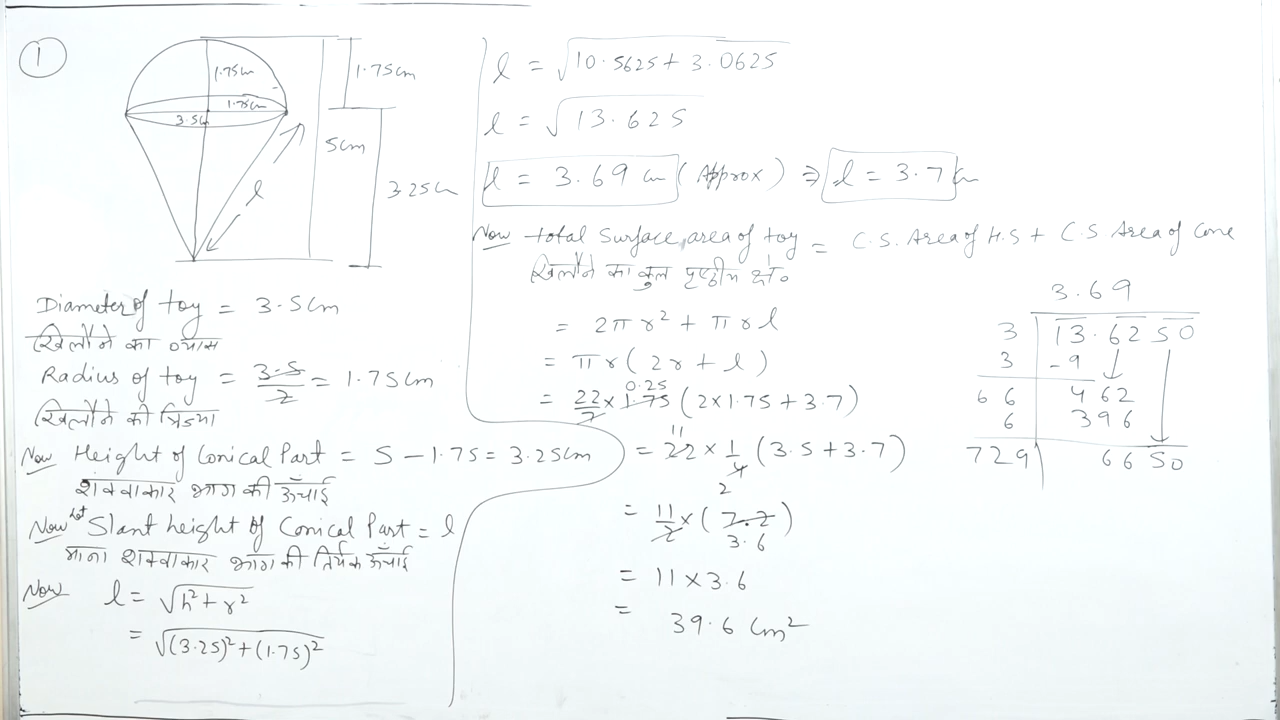 1
1.75cm
1.75cm
3.5cm
1.75cm
5cm
3.25cm
l
Diameter of toy = 3.5cm
खिलौने का व्यास
Radius of toy = 3.5/2 = 1.75cm
खिलौने की त्रिज्या
Now Height of Conical Part = 5 - 1.75 = 3.25cm
शंक्वाकार भाग की ऊँचाई
Now Let Slant height of Conical Part = l
माना शंक्वाकार भाग की तिर्यक ऊँचाई
Now l = √h² + r²
= √(3.25)² + (1.75)²
l = √10.5625 + 3.0625
l = √13.625
l = 3.69 cm (Approx) ⇒ l = 3.7 cm
Now total Surface area of toy = C.S. Area of H.S + C.S Area of Cone
खिलौने का कुल पृष्ठीय क्षे०
= 2πr² + πrl
= πr(2r + l)
= 22/7 × 1.75 0.25 (2×1.75 + 3.7)
= 22 11 × 1/4 2 (3.5 + 3.7)
= 11/2 × (7.2) 3.6
= 11 × 3.6
= 39.6 Cm²
3.69
3 13.6250
3 -9
66 462
6 396
729 6650